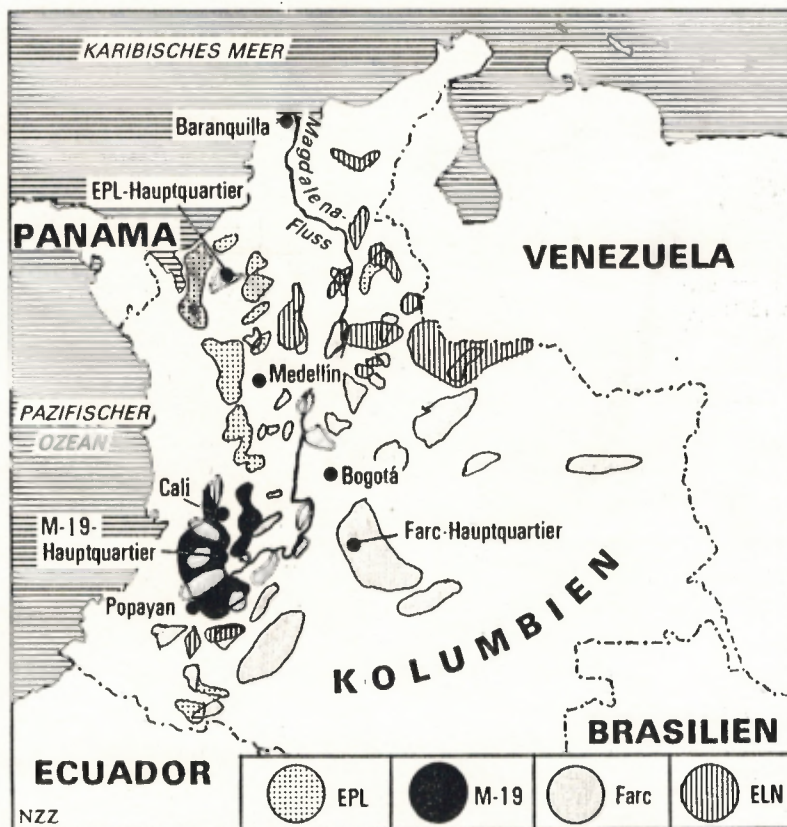 KARIBISCHES MEER
Baranquilla
Magdalena-
Fluss
EPL-Hauptquartier
PANAMA
VENEZUELA
Medellín
PAZIFISCHER
OZEAN
Bogotá
Cali
M-19-
Hauptquartier
Farc-Hauptquartier
Popayan
KOLUMBIEN
BRASILIEN
ECUADOR
NZZ
EPL
M-19
Farc
ELN